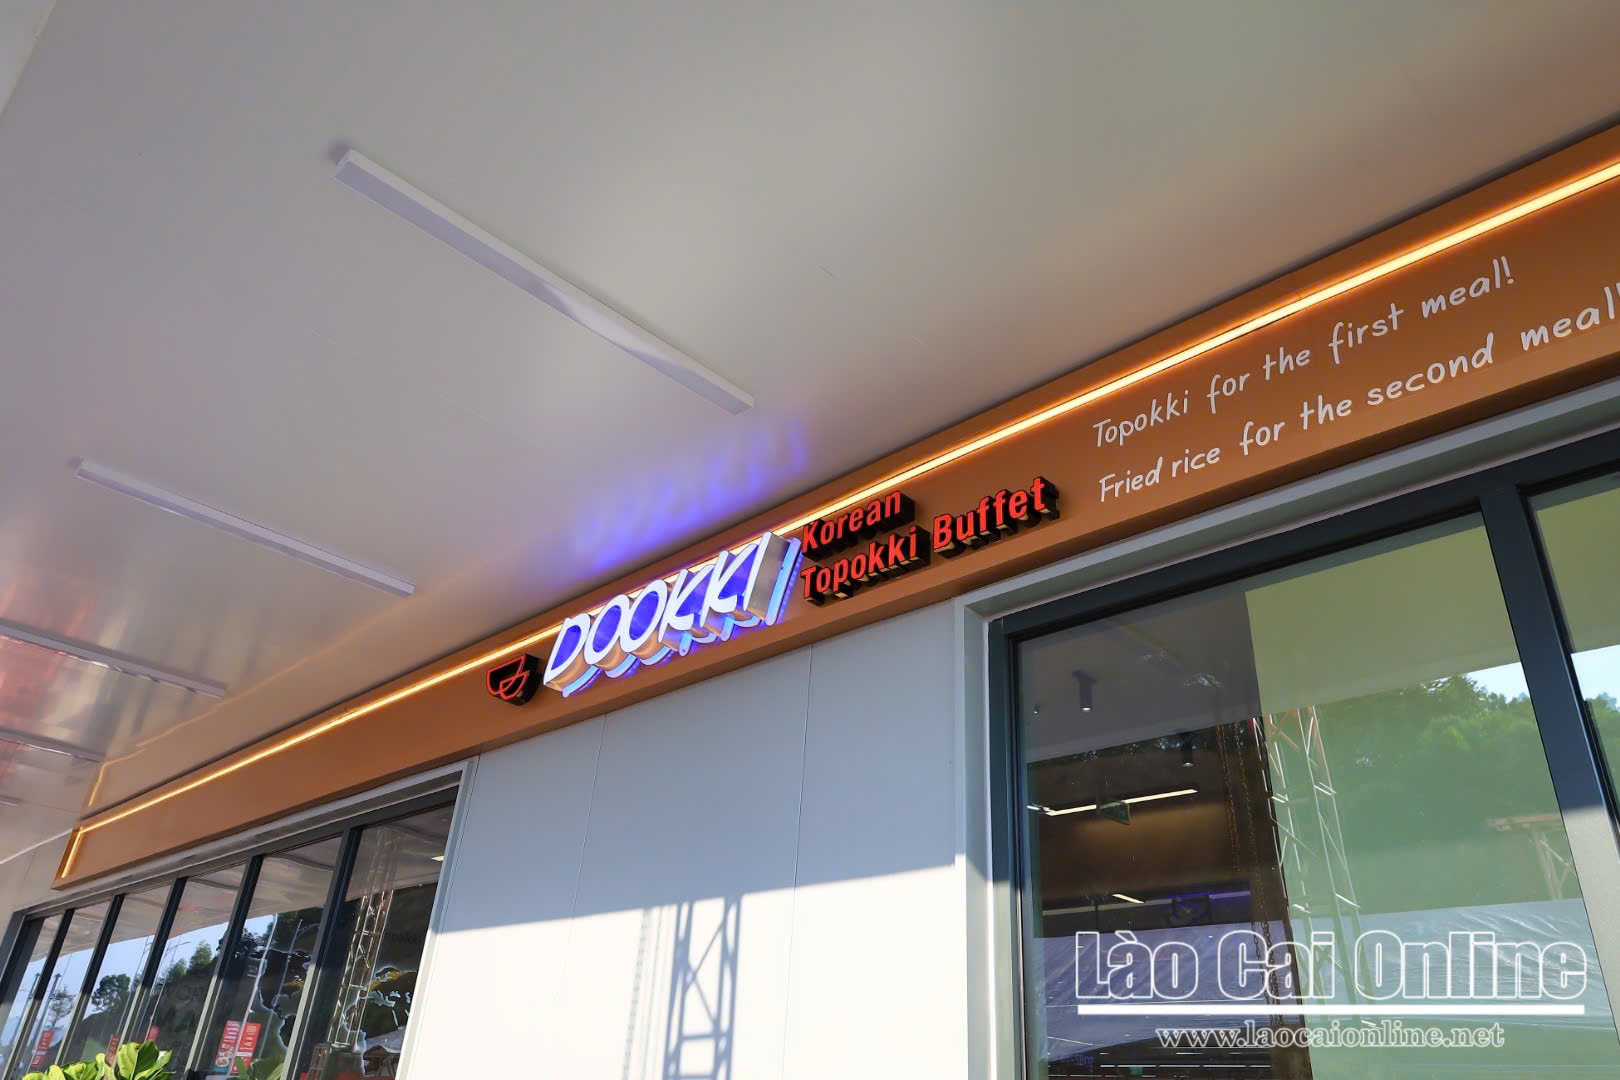 DOOKKI
Korean
Topokki Buffet
Topokki for the first meal!
Fried rice for the second meal!
Lào Cai Online
www.laocaionline.net